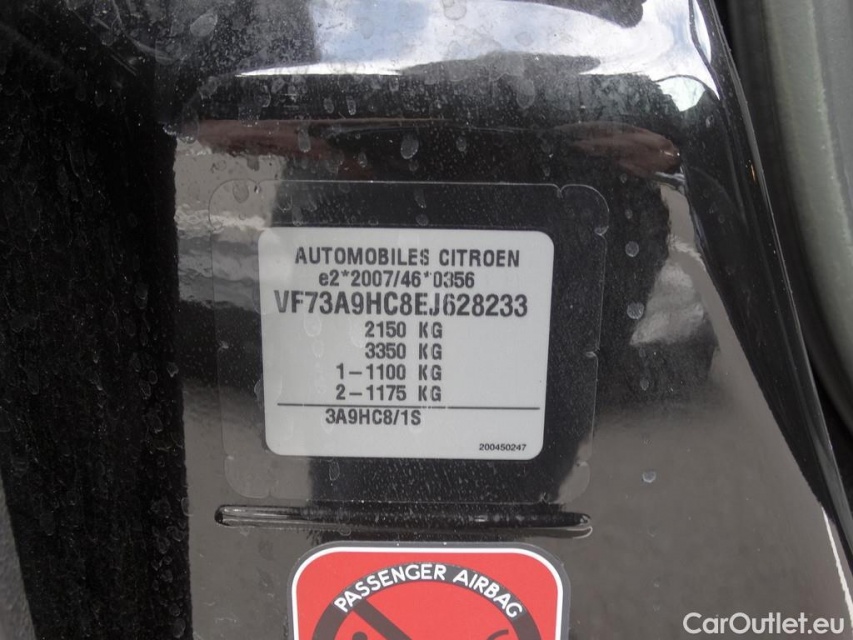 AUTOMOBILES CITROEN
e2*2007/46*0356
VF73A9HC8EJ628233
2150 KG
3350 KG
1-1100 KG
2-1175 KG
3A9HC8/1S
200450247
PASSENGER AIRBAG
CarOutlet.eu